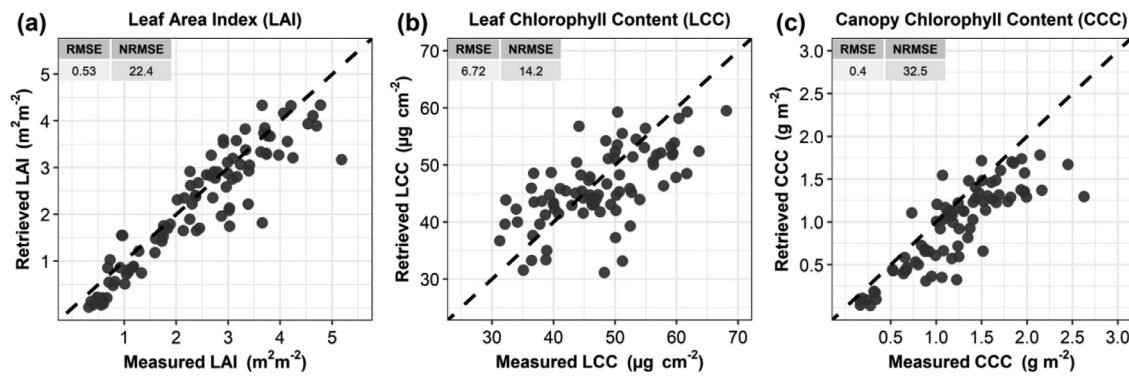 (a) Leaf Area Index (LAI)
RMSE NRMSE
0.53 22.4
5
4
3
2
1
Retrieved LAI (m²m⁻²)
1 2 3 4 5
Measured LAI (m²m⁻²)
(b) Leaf Chlorophyll Content (LCC)
RMSE NRMSE
6.72 14.2
70
60
50
40
30
Retrieved LCC (µg cm⁻²)
30 40 50 60 70
Measured LCC (µg cm⁻²)
(c) Canopy Chlorophyll Content (CCC)
RMSE NRMSE
0.4 32.5
3.0
2.5
2.0
1.5
1.0
0.5
Retrieved CCC (g m⁻²)
0.5 1.0 1.5 2.0 2.5 3.0
Measured CCC (g m⁻²)